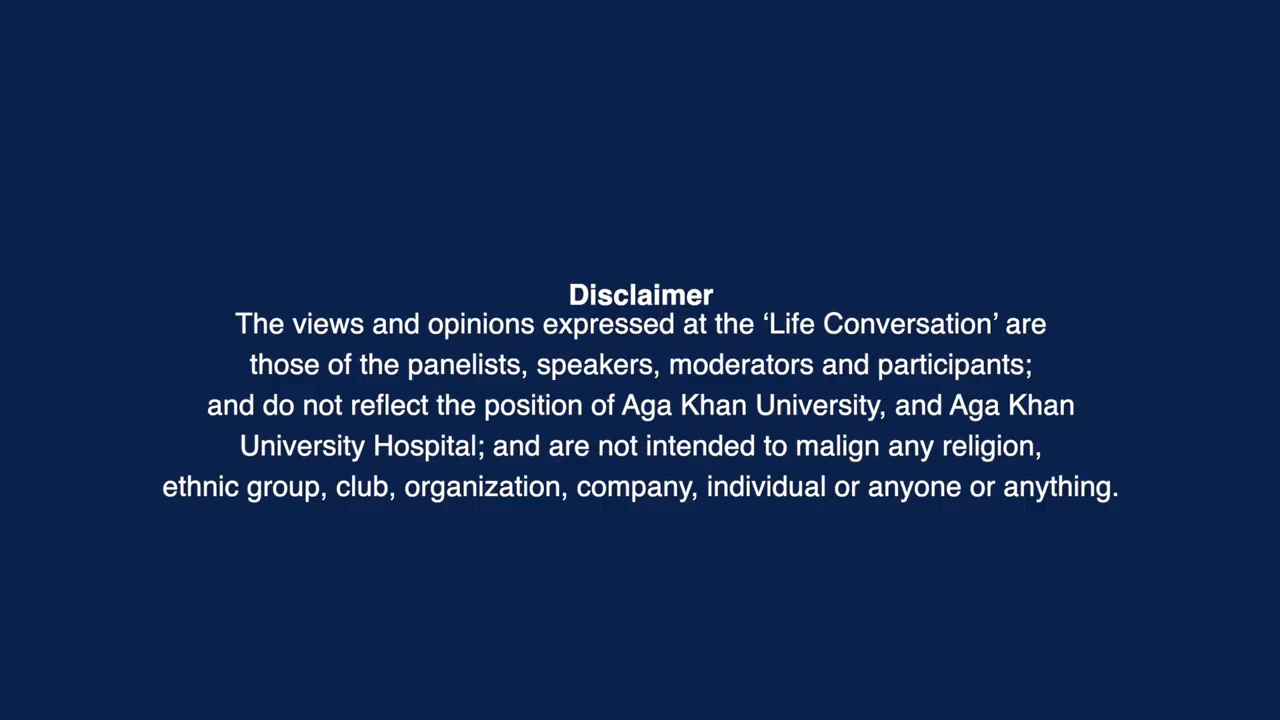 Disclaimer
The views and opinions expressed at the ‘Life Conversation’ are
those of the panelists, speakers, moderators and participants;
and do not reflect the position of Aga Khan University, and Aga Khan
University Hospital; and are not intended to malign any religion,
ethnic group, club, organization, company, individual or anyone or anything.